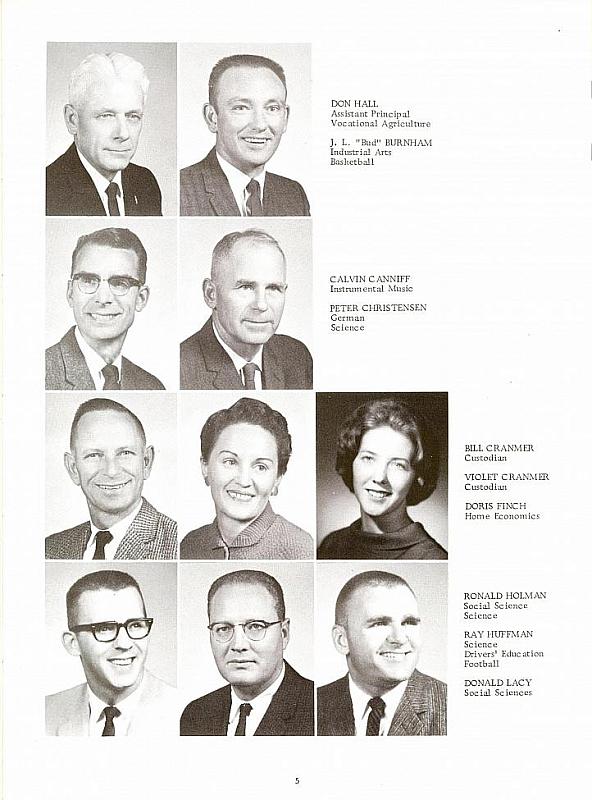 DON HALL
Assistant Principal
Vocational Agriculture
J. L. "Bud" BURNHAM
Industrial Arts
Basketball
CALVIN CANNIFF
Instrumental Music
PETER CHRISTENSEN
German
Science
BILL CRANMER
Custodian
VIOLET CRANMER
Custodian
DORIS FINCH
Home Economics
RONALD HOLMAN
Social Science
Science
RAY HUFFMAN
Science
Drivers' Education
Football
DONALD LACY
Social Sciences
5